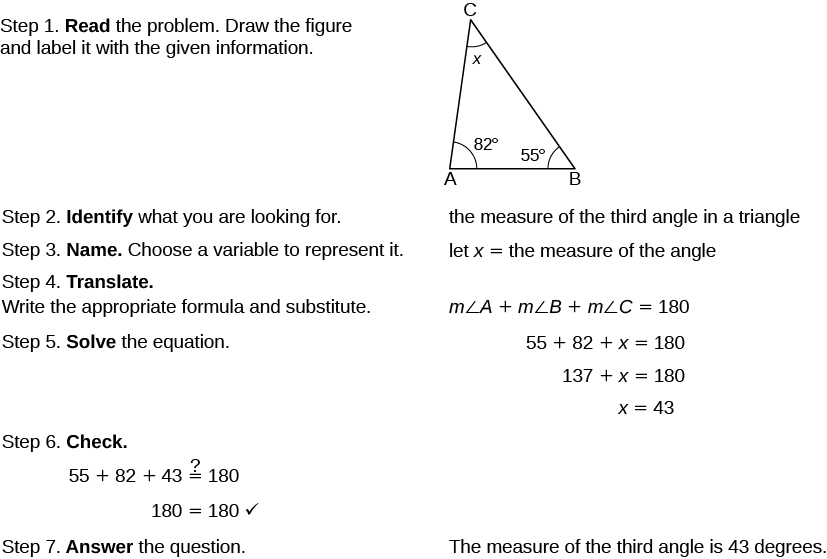 Step 1. Read the problem. Draw the figure
and label it with the given information.
C
x
82°
55°
A
B
Step 2. Identify what you are looking for.
the measure of the third angle in a triangle
Step 3. Name. Choose a variable to represent it.
let x = the measure of the angle
Step 4. Translate.
Write the appropriate formula and substitute.
m∠A + m∠B + m∠C = 180
Step 5. Solve the equation.
55 + 82 + x = 180
137 + x = 180
x = 43
Step 6. Check.
55 + 82 + 43 ≟ 180
180 = 180 ✓
Step 7. Answer the question.
The measure of the third angle is 43 degrees.